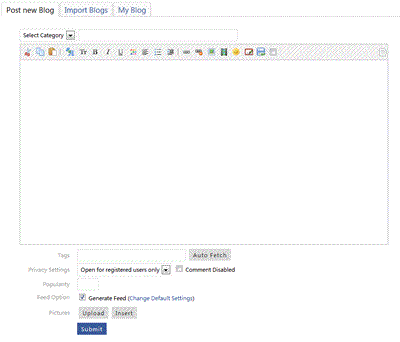 Post new Blog Import Blogs My Blog
Select Category
Tr B I U
Tags Auto Fetch
Privacy Settings Open for registered users only Comment Disabled
Popularity
Feed Option Generate Feed (Change Default Settings)
Pictures Upload Insert
Submit